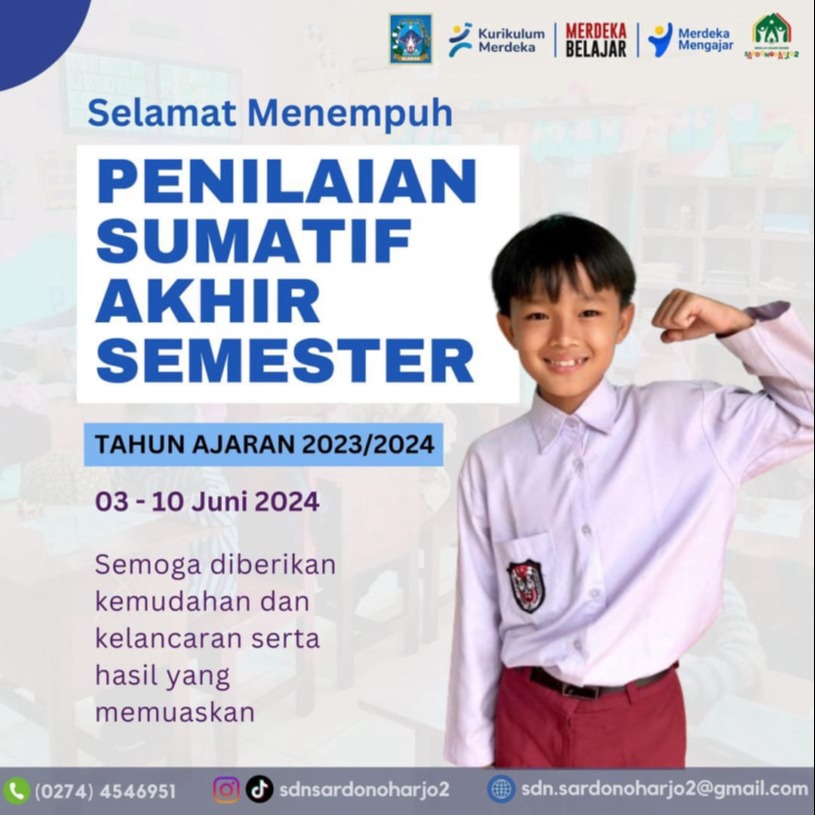 Kurikulum
Merdeka
MERDEKA
BELAJAR
Merdeka
Mengajar
SARDONOHARJO2
Selamat Menempuh
PENILAIAN
SUMATIF
AKHIR
SEMESTER
TAHUN AJARAN 2023/2024
03 - 10 Juni 2024
Semoga diberikan
kemudahan dan
kelancaran serta
hasil yang
memuaskan
(0274) 4546951
sdnsardonoharjo2
sdn.sardonoharjo2@gmail.com